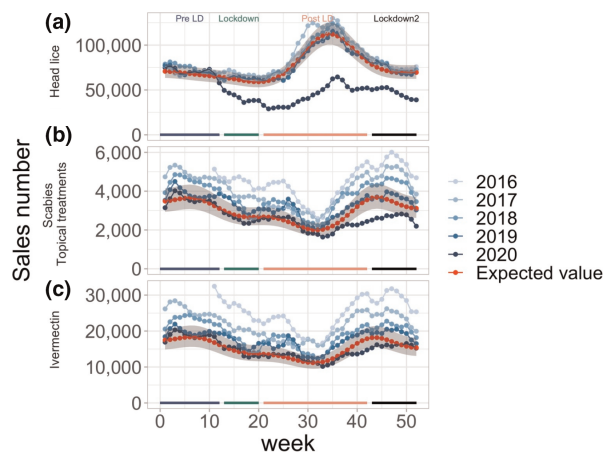 (a)
Pre LD
Lockdown
Post LD
Lockdown2
Head lice
100,000
50,000
0
(b)
Scabies
Topical treatments
6,000
4,000
2,000
0
Sales number
(c)
Ivermectin
30,000
20,000
10,000
0
0
10
20
30
40
50
week
2016
2017
2018
2019
2020
Expected value